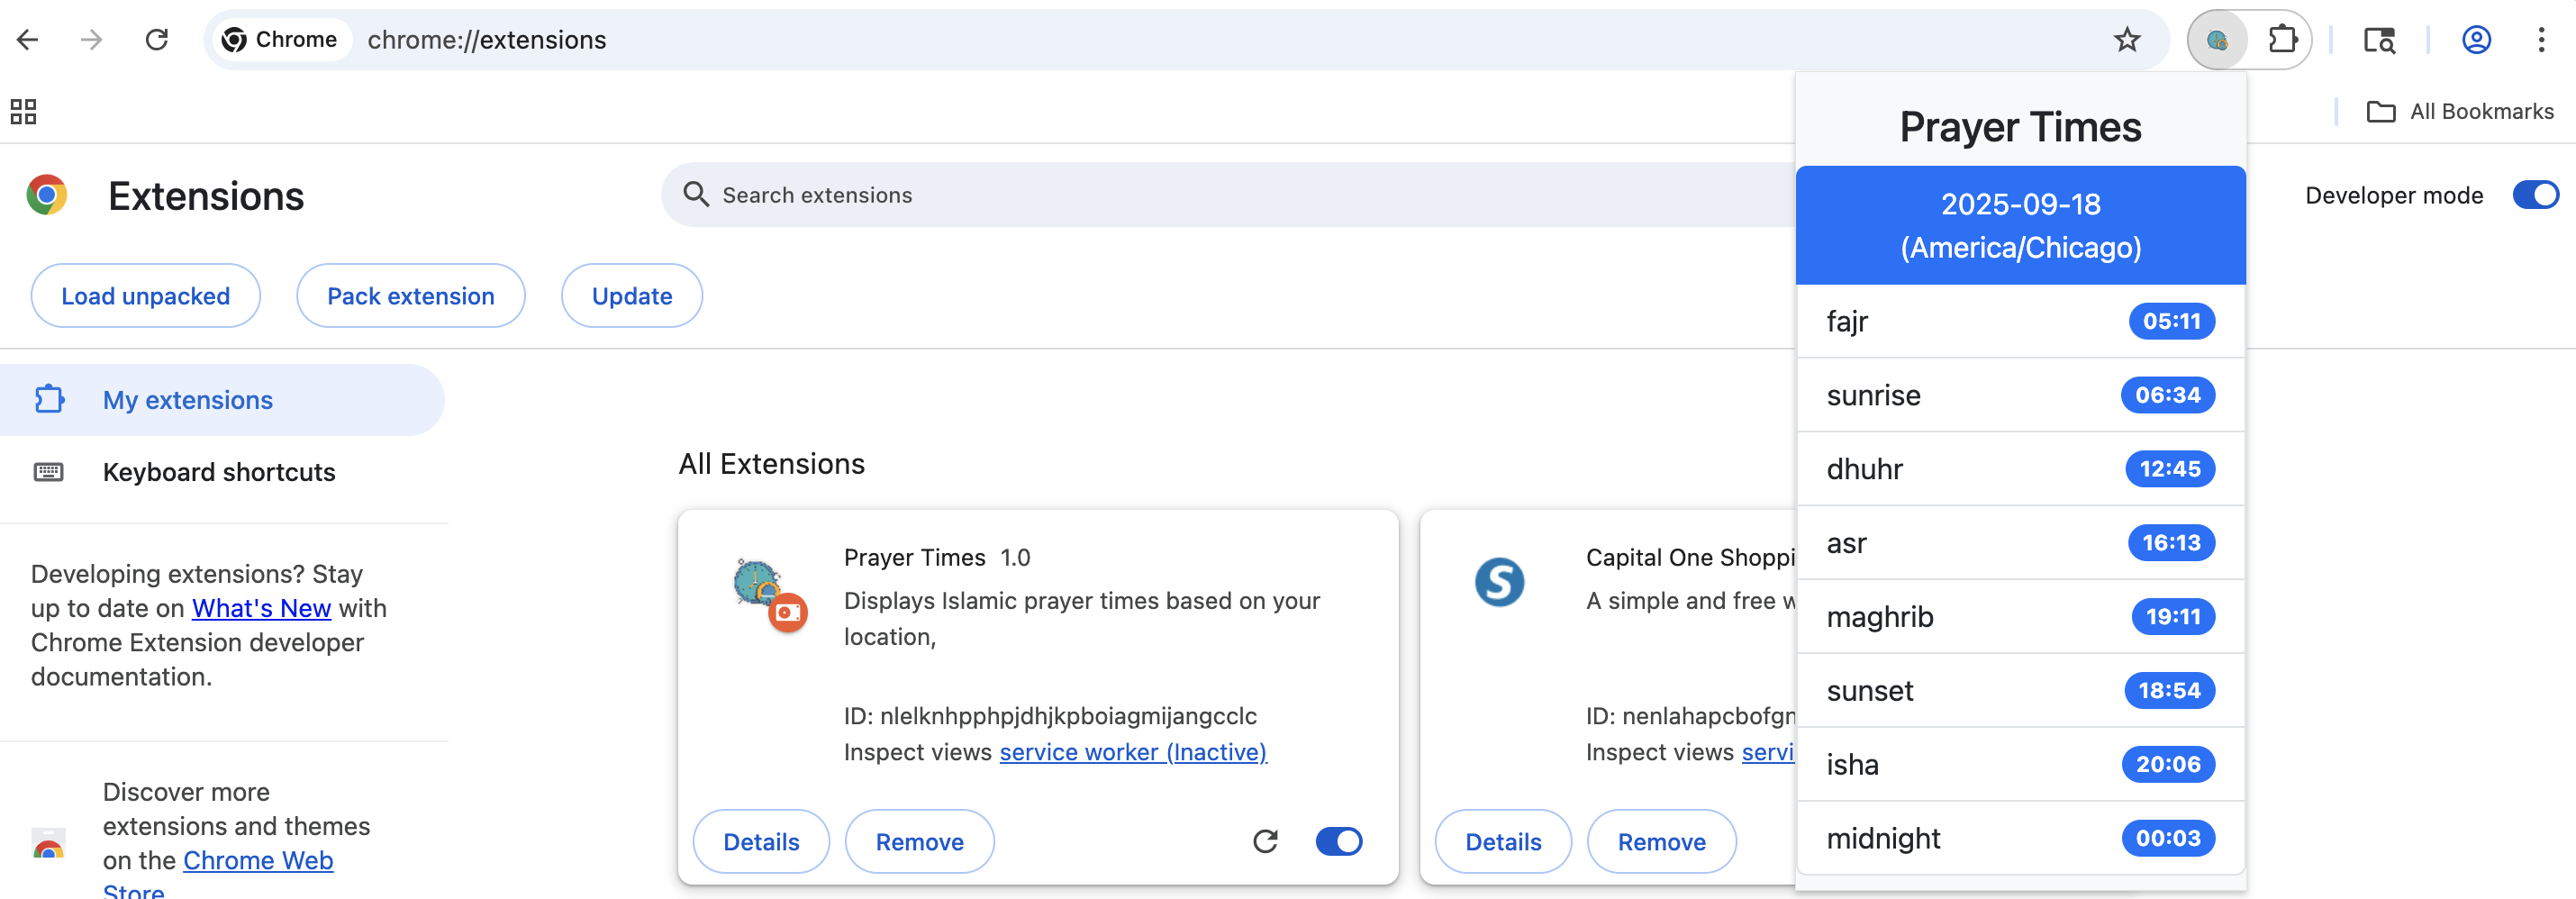 Chrome
chrome://extensions
All Bookmarks
Extensions
Search extensions
Developer mode
Load unpacked
Pack extension
Update
My extensions
Keyboard shortcuts
Developing extensions? Stay
up to date on What's New with
Chrome Extension developer
documentation.
Discover more
extensions and themes
on the Chrome Web
Store
All Extensions
Prayer Times 1.0
Displays Islamic prayer times based on your
location,
ID: nlelknhpphpjdhjkpboiagmijangcclc
Inspect views service worker (Inactive)
Details
Remove
S
Capital One Shoppi
A simple and free w
ID: nenlahapcbofgn
Inspect views servi
Details
Remove
Prayer Times
2025-09-18
(America/Chicago)
fajr 05:11
sunrise 06:34
dhuhr 12:45
asr 16:13
maghrib 19:11
sunset 18:54
isha 20:06
midnight 00:03